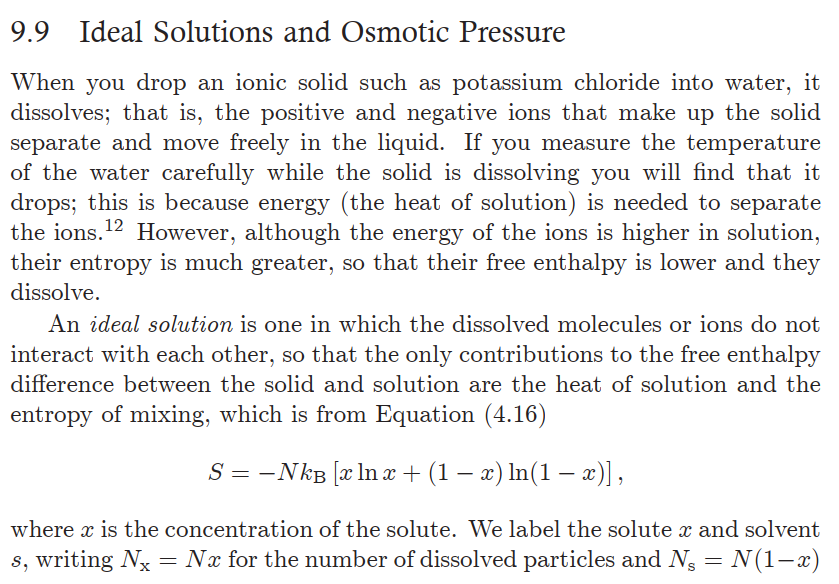 9.9 Ideal Solutions and Osmotic Pressure
When you drop an ionic solid such as potassium chloride into water, it
dissolves; that is, the positive and negative ions that make up the solid
separate and move freely in the liquid. If you measure the temperature
of the water carefully while the solid is dissolving you will find that it
drops; this is because energy (the heat of solution) is needed to separate
the ions.¹² However, although the energy of the ions is higher in solution,
their entropy is much greater, so that their free enthalpy is lower and they
dissolve.
An ideal solution is one in which the dissolved molecules or ions do not
interact with each other, so that the only contributions to the free enthalpy
difference between the solid and solution are the heat of solution and the
entropy of mixing, which is from Equation (4.16)
S = −Nk_B [x ln x + (1 − x) ln(1 − x)],
where x is the concentration of the solute. We label the solute x and solvent
s, writing N_x = Nx for the number of dissolved particles and N_s = N(1−x)